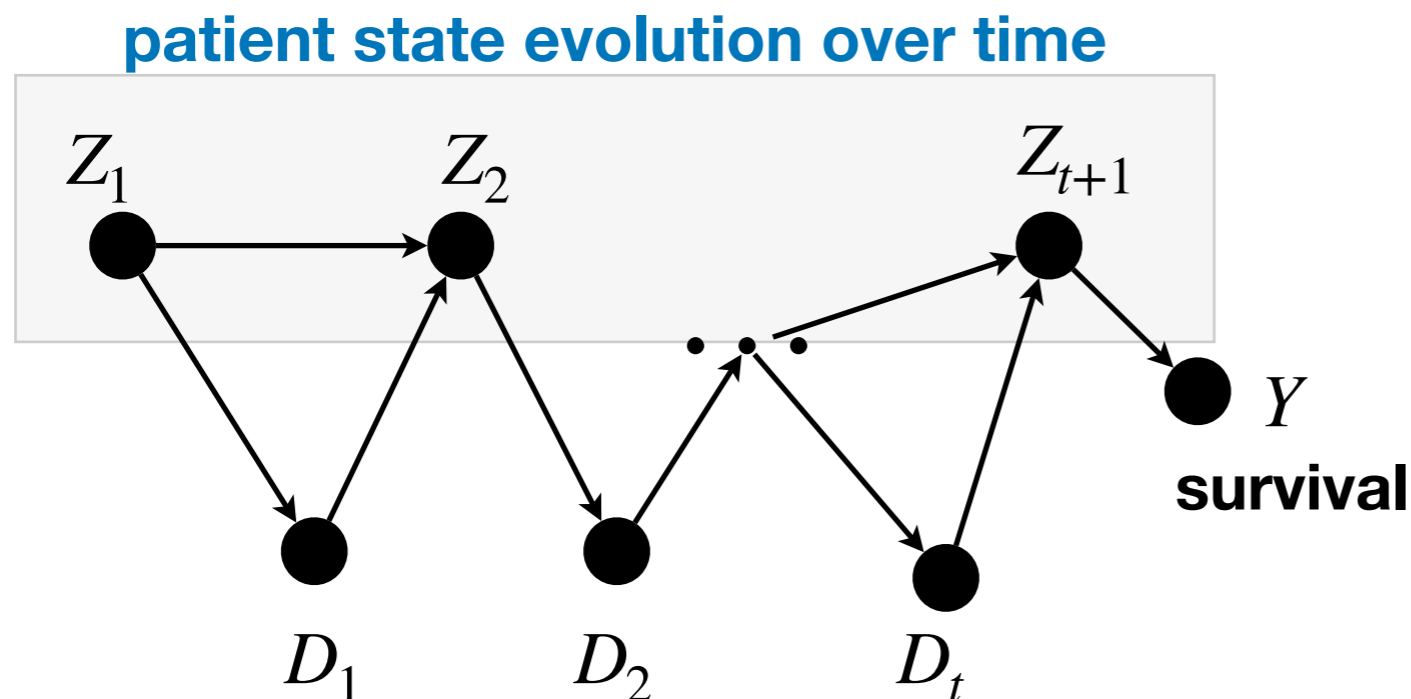 patient state evolution over time
Z₁ Z₂ Zₜ₊₁
• • •
Y
survival
D₁ D₂ Dₜ